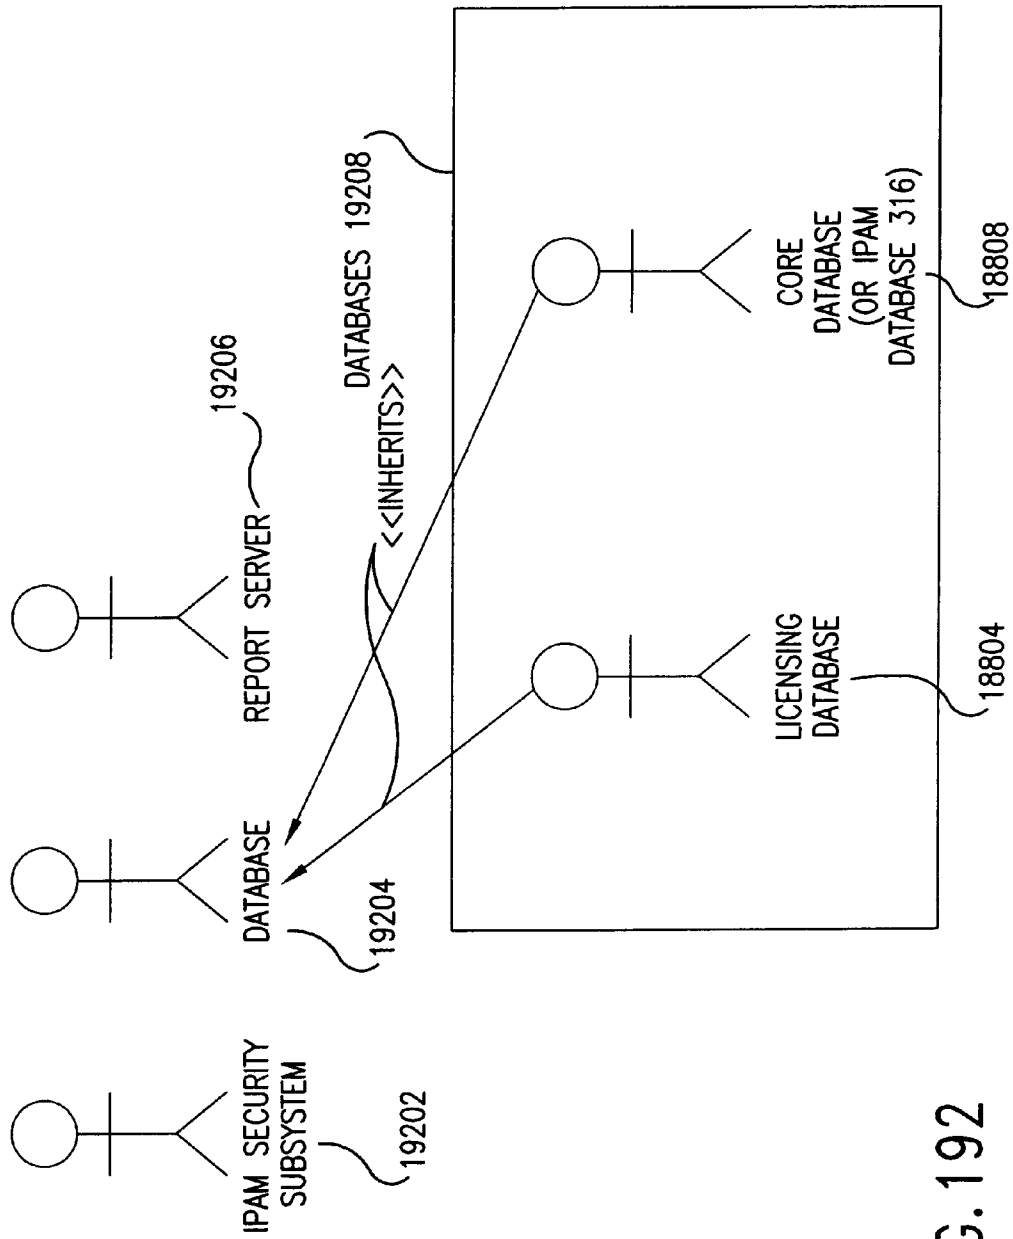 IPAM SECURITY
SUBSYSTEM
19202
DATABASE
19204
REPORT SERVER
19206
<<INHERITS>>
DATABASES 19208
LICENSING
DATABASE
18804
CORE
DATABASE
(OR IPAM
DATABASE 316)
18808
G. 192